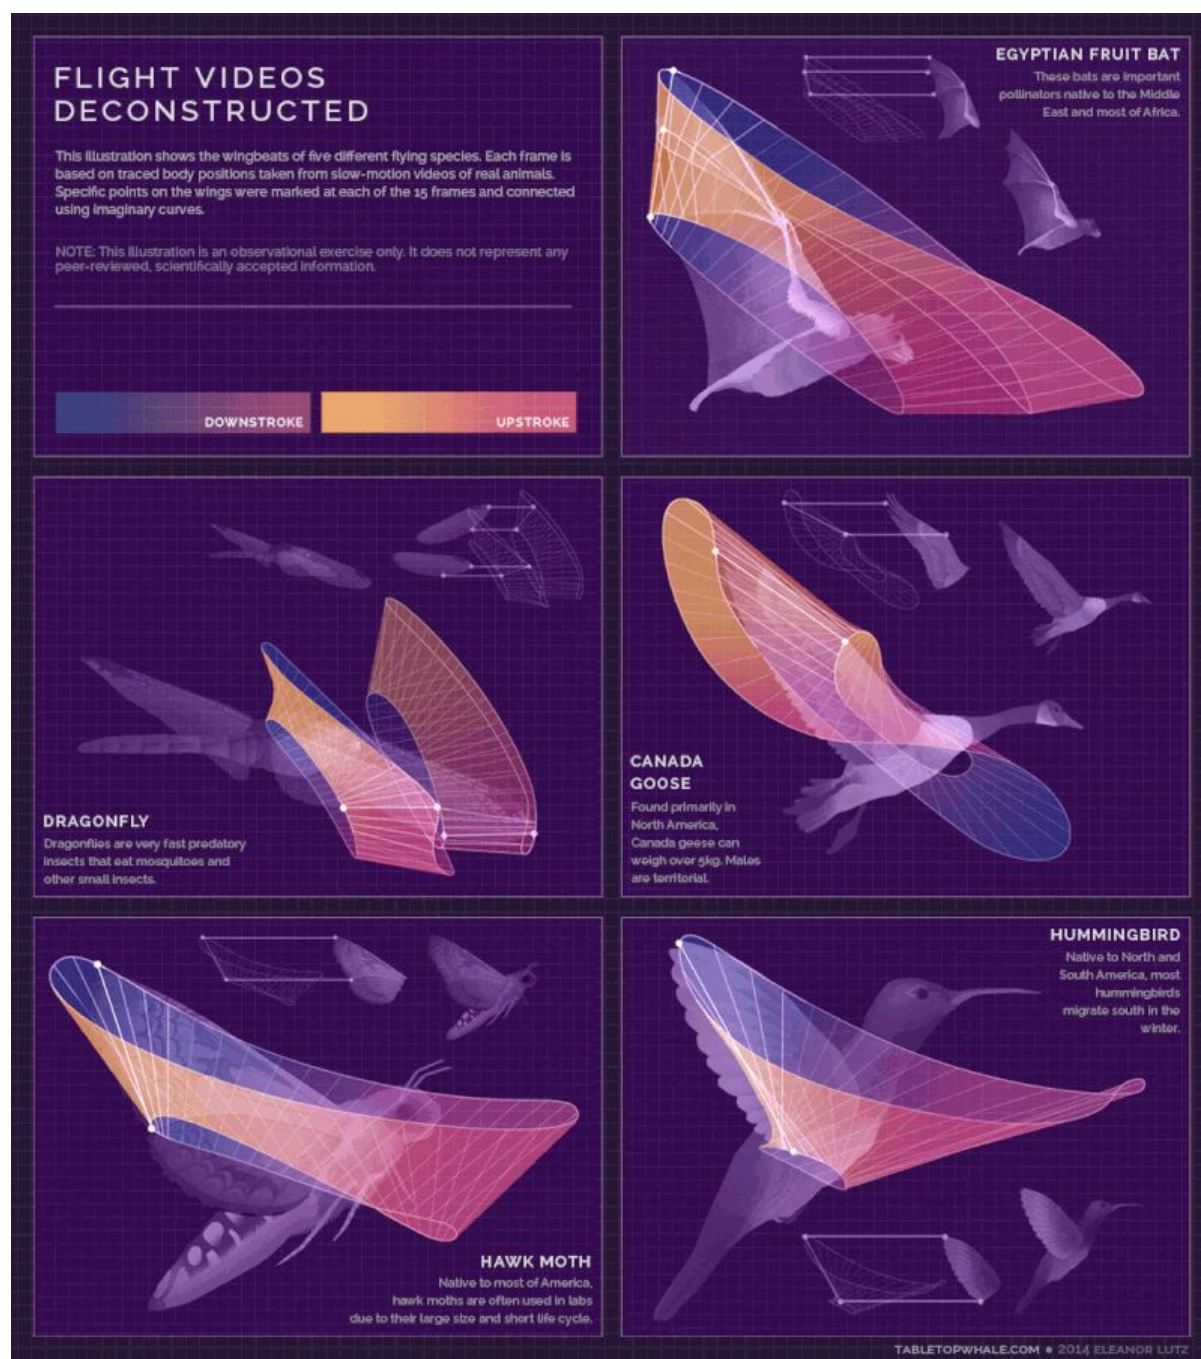 FLIGHT VIDEOS
DECONSTRUCTED
This illustration shows the wingbeats of five different flying species. Each frame is
based on traced body positions taken from slow-motion videos of real animals.
Specific points on the wings were marked at each of the 15 frames and connected
using imaginary curves.
NOTE: This illustration is an observational exercise only. It does not represent any
peer-reviewed, scientifically accepted information.
DOWNSTROKE
UPSTROKE
EGYPTIAN FRUIT BAT
These bats are important
pollinators native to the Middle
East and most of Africa.
DRAGONFLY
Dragonflies are very fast predatory
insects that eat mosquitoes and
other small insects.
CANADA
GOOSE
Found primarily in
North America,
Canada geese can
weigh over 5kg. Males
are territorial.
HAWK MOTH
Native to most of America,
hawk moths are often used in labs
due to their large size and short life cycle.
HUMMINGBIRD
Native to North and
South America, most
hummingbirds
migrate south in the
winter.
TABLETOPWHALE.COM • 2014 ELEANOR LUTZ